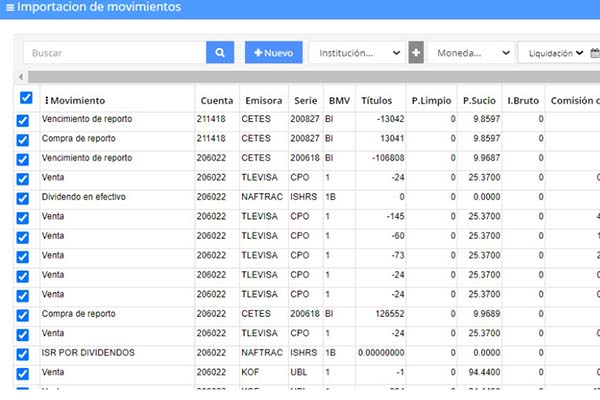 Importacion de movimientos
Buscar + Nuevo Institución... + Moneda... Liquidación
Movimiento Cuenta Emisora Serie BMV Títulos P.Limpio P.Sucio I.Bruto Comisión
Vencimiento de reporto 211418 CETES 200827 BI -13042 0 9.8597 0
Compra de reporto 211418 CETES 200827 BI 13041 0 9.8597 0
Vencimiento de reporto 206022 CETES 200618 BI -106808 0 9.9687 0
Venta 206022 TLEVISA CPO 1 -24 0 25.3700 0
Dividendo en efectivo 206022 NAFTRAC ISHRS 1B 0 0 0.0000 0
Venta 206022 TLEVISA CPO 1 -145 0 25.3700 0
Venta 206022 TLEVISA CPO 1 -60 0 25.3700 0
Venta 206022 TLEVISA CPO 1 -73 0 25.3700 0
Venta 206022 TLEVISA CPO 1 -24 0 25.3700 0
Venta 206022 TLEVISA CPO 1 -24 0 25.3700 0
Compra de reporto 206022 CETES 200618 BI 126552 0 9.9689 0
Venta 206022 TLEVISA CPO 1 -24 0 25.3700 0
ISR POR DIVIDENDOS 206022 NAFTRAC ISHRS 1B 0.00000000 0 0.0000 0
Venta 206022 KOF UBL 1 -1 0 94.4400 0